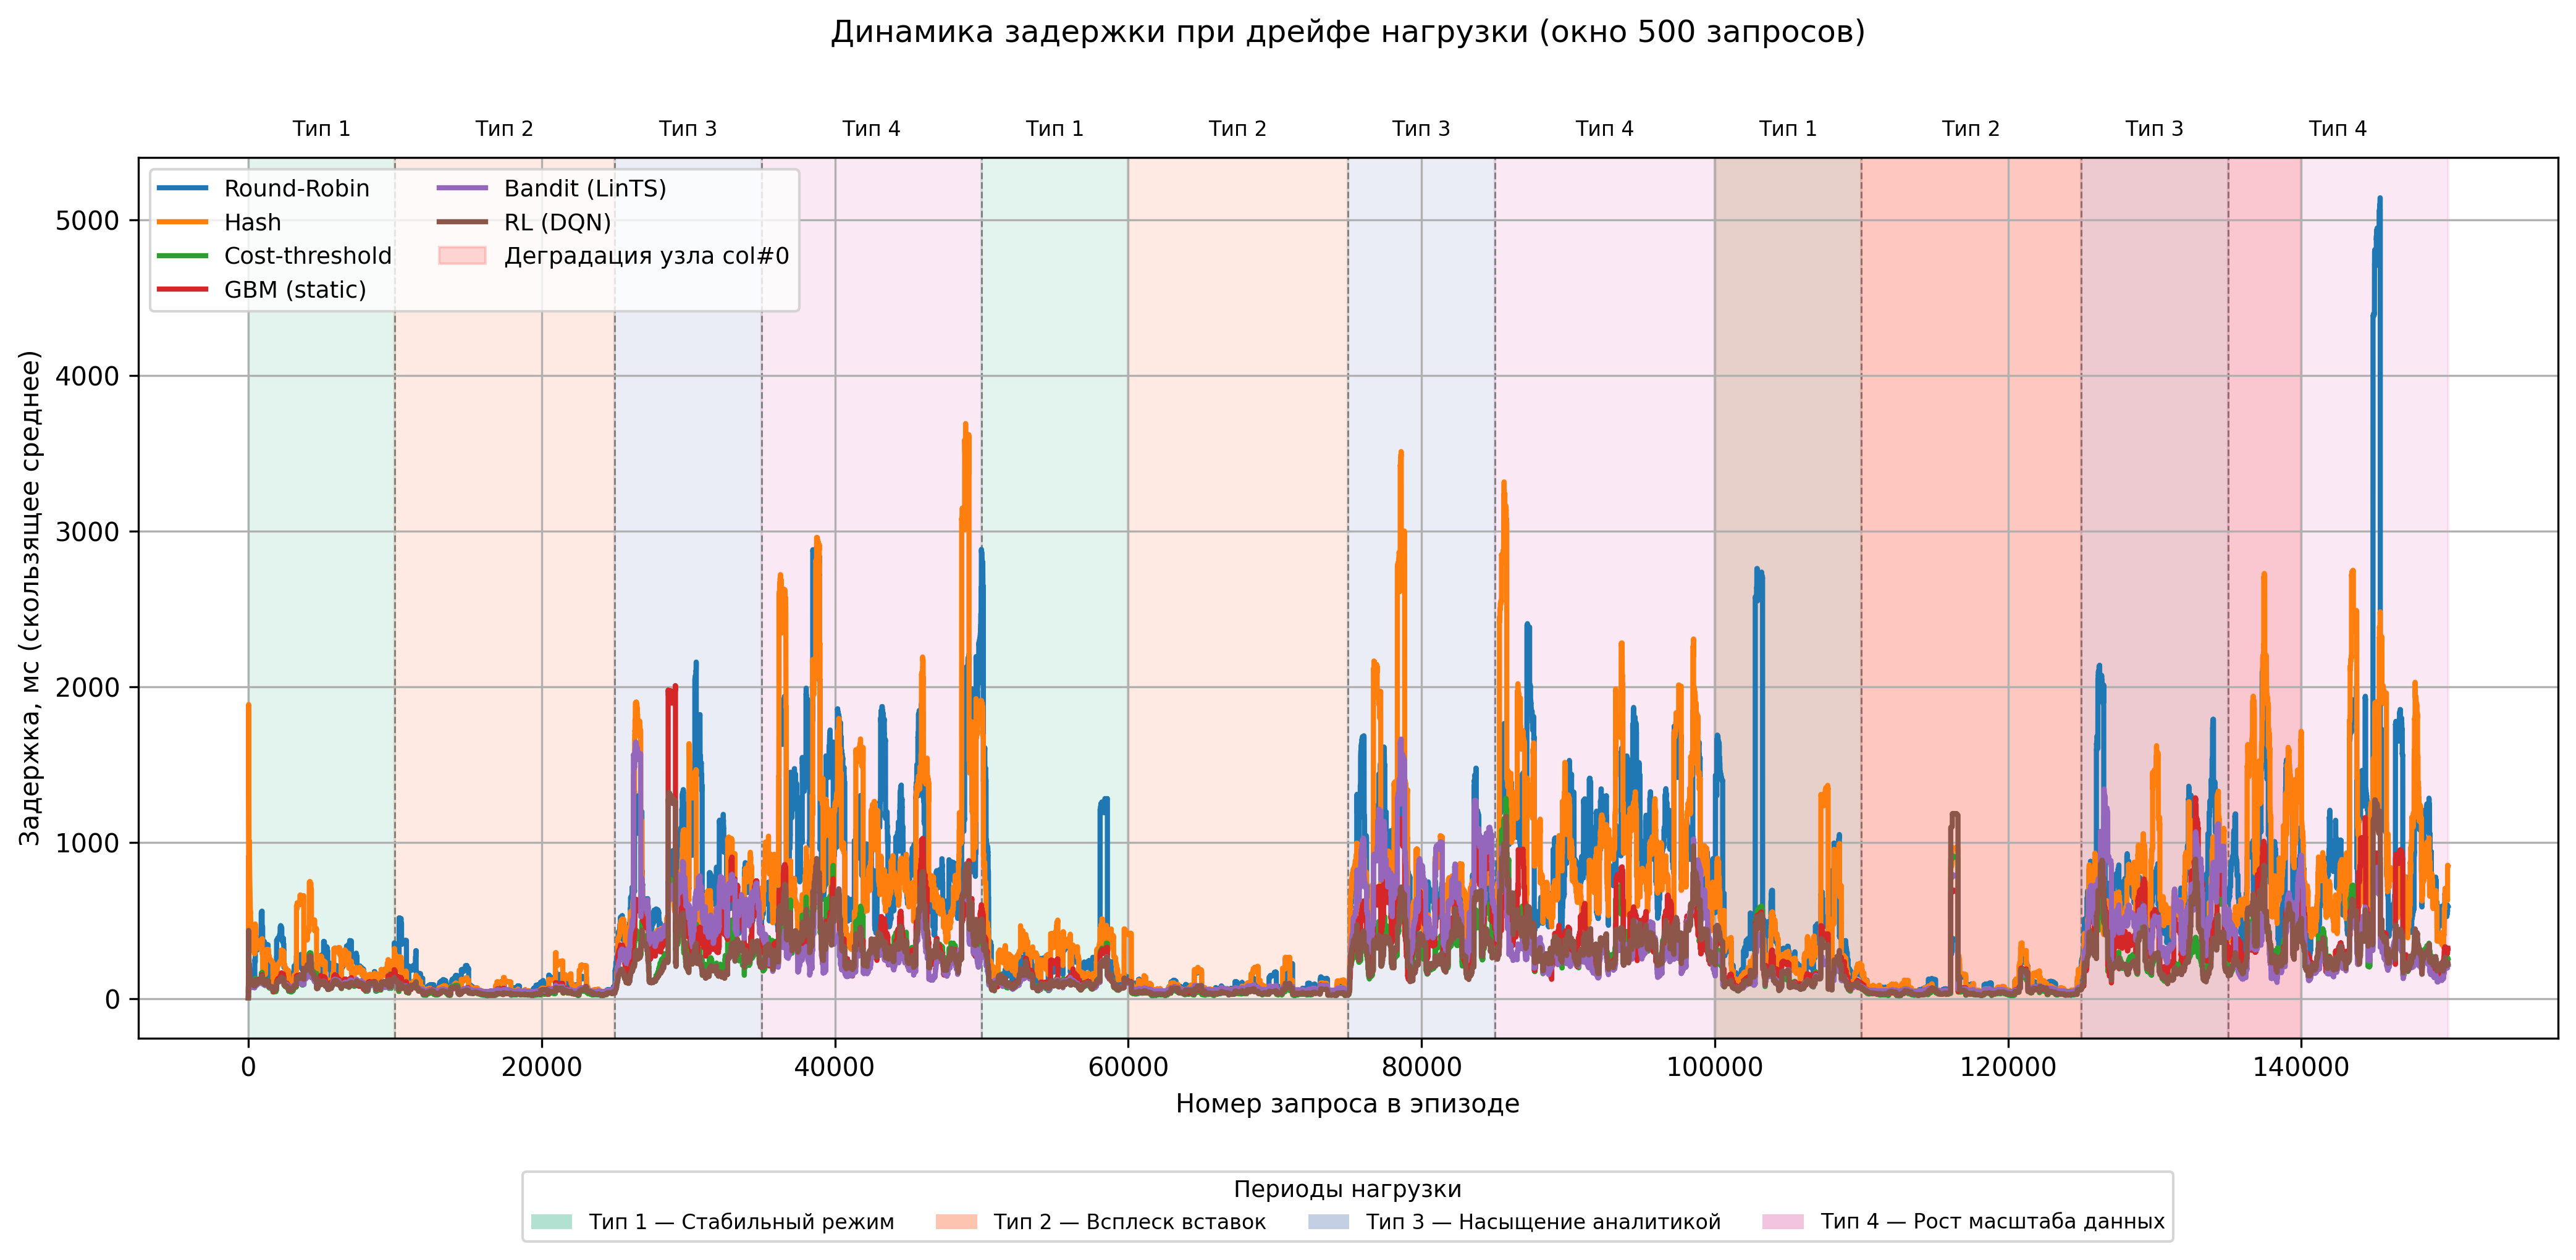 Динамика задержки при дрейфе нагрузки (окно 500 запросов)
Тип 1 Тип 2 Тип 3 Тип 4 Тип 1 Тип 2 Тип 3 Тип 4 Тип 1 Тип 2 Тип 3 Тип 4
Round-Robin
Hash
Cost-threshold
GBM (static)
Bandit (LinTS)
RL (DQN)
Деградация узла col#0
Задержка, мс (скользящее среднее)
5000
4000
3000
2000
1000
0
0 20000 40000 60000 80000 100000 120000 140000
Номер запроса в эпизоде
Периоды нагрузки
Тип 1 — Стабильный режим Тип 2 — Всплеск вставок Тип 3 — Насыщение аналитикой Тип 4 — Рост масштаба данных